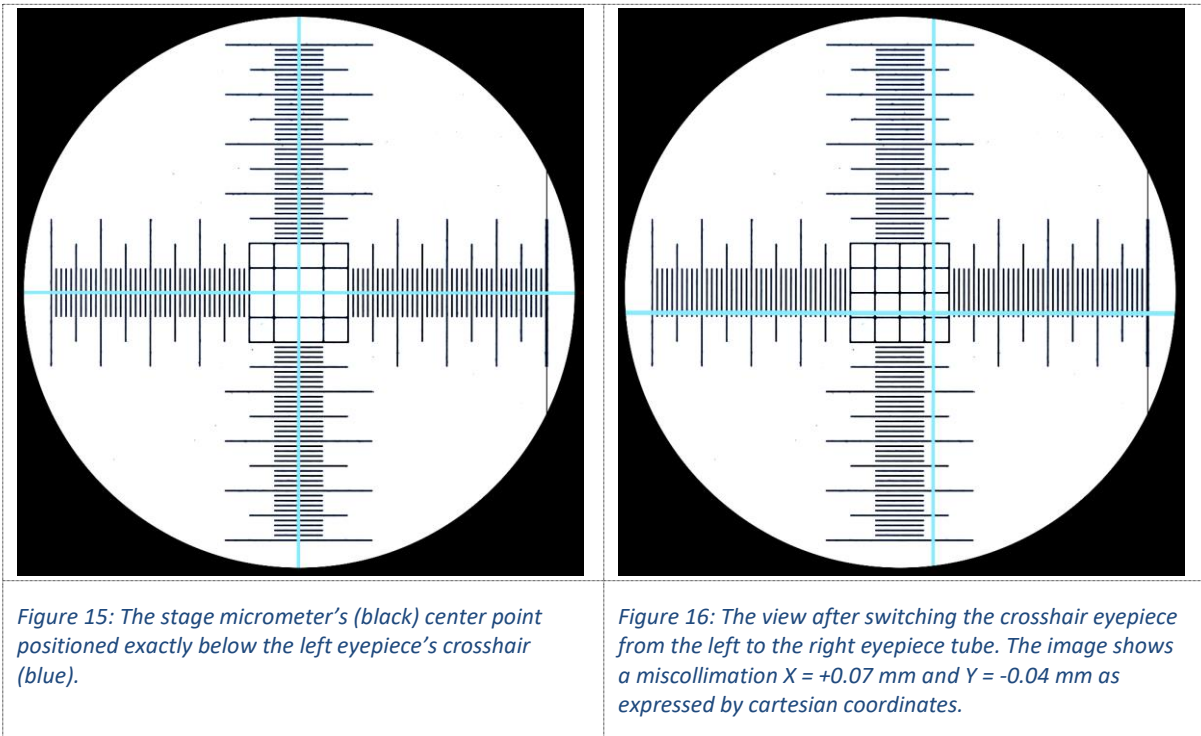 Figure 15: The stage micrometer's (black) center point
positioned exactly below the left eyepiece's crosshair
(blue).
Figure 16: The view after switching the crosshair eyepiece
from the left to the right eyepiece tube. The image shows
a miscollimation X = +0.07 mm and Y = -0.04 mm as
expressed by cartesian coordinates.